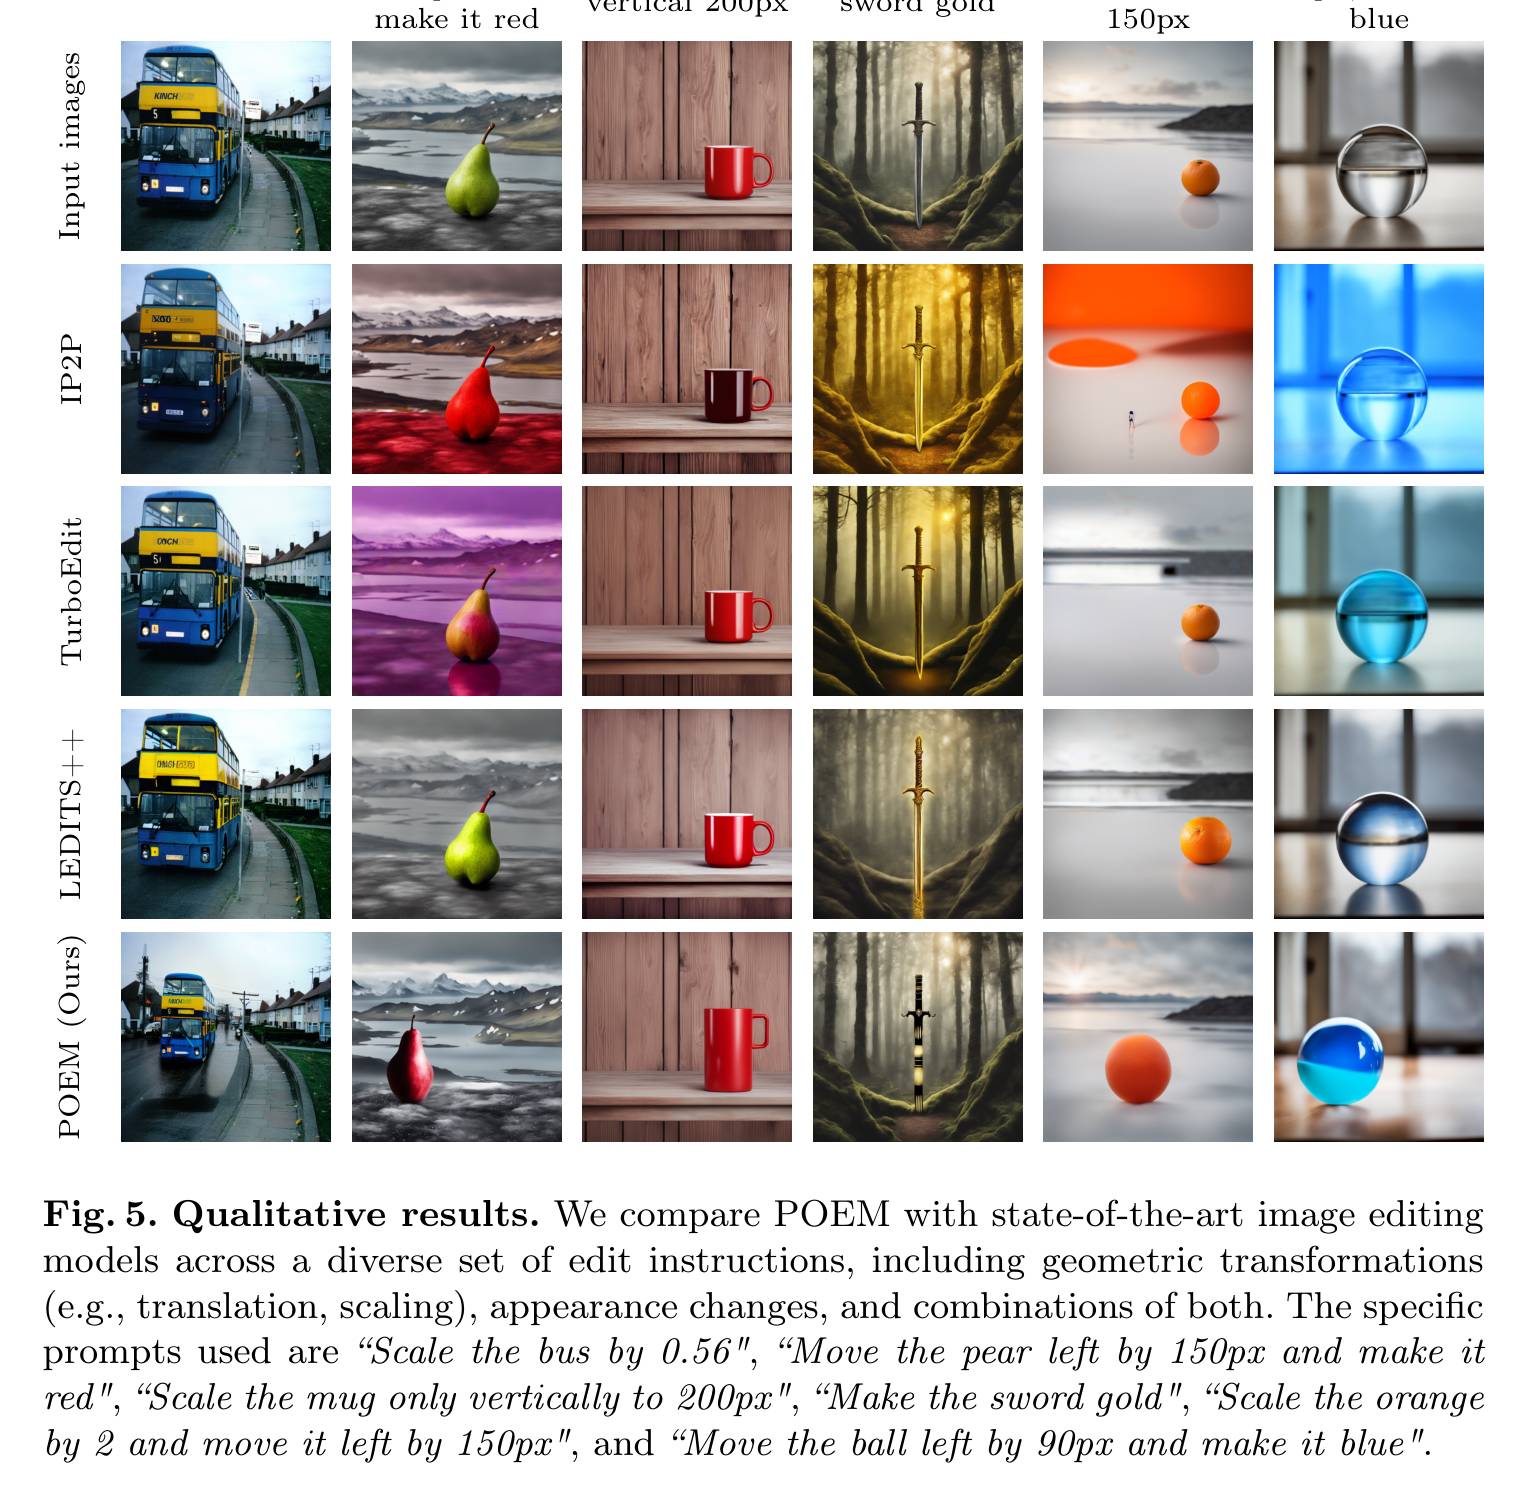 make it red
vertical 200px
sword gold
150px
blue
Input images
KINCH
5
IP2P
TurboEdit
5
LEDITS++
POEM (Ours)
Fig. 5. Qualitative results. We compare POEM with state-of-the-art image editing
models across a diverse set of edit instructions, including geometric transformations
(e.g., translation, scaling), appearance changes, and combinations of both. The specific
prompts used are “Scale the bus by 0.56", “Move the pear left by 150px and make it
red", “Scale the mug only vertically to 200px", “Make the sword gold", “Scale the orange
by 2 and move it left by 150px", and “Move the ball left by 90px and make it blue".